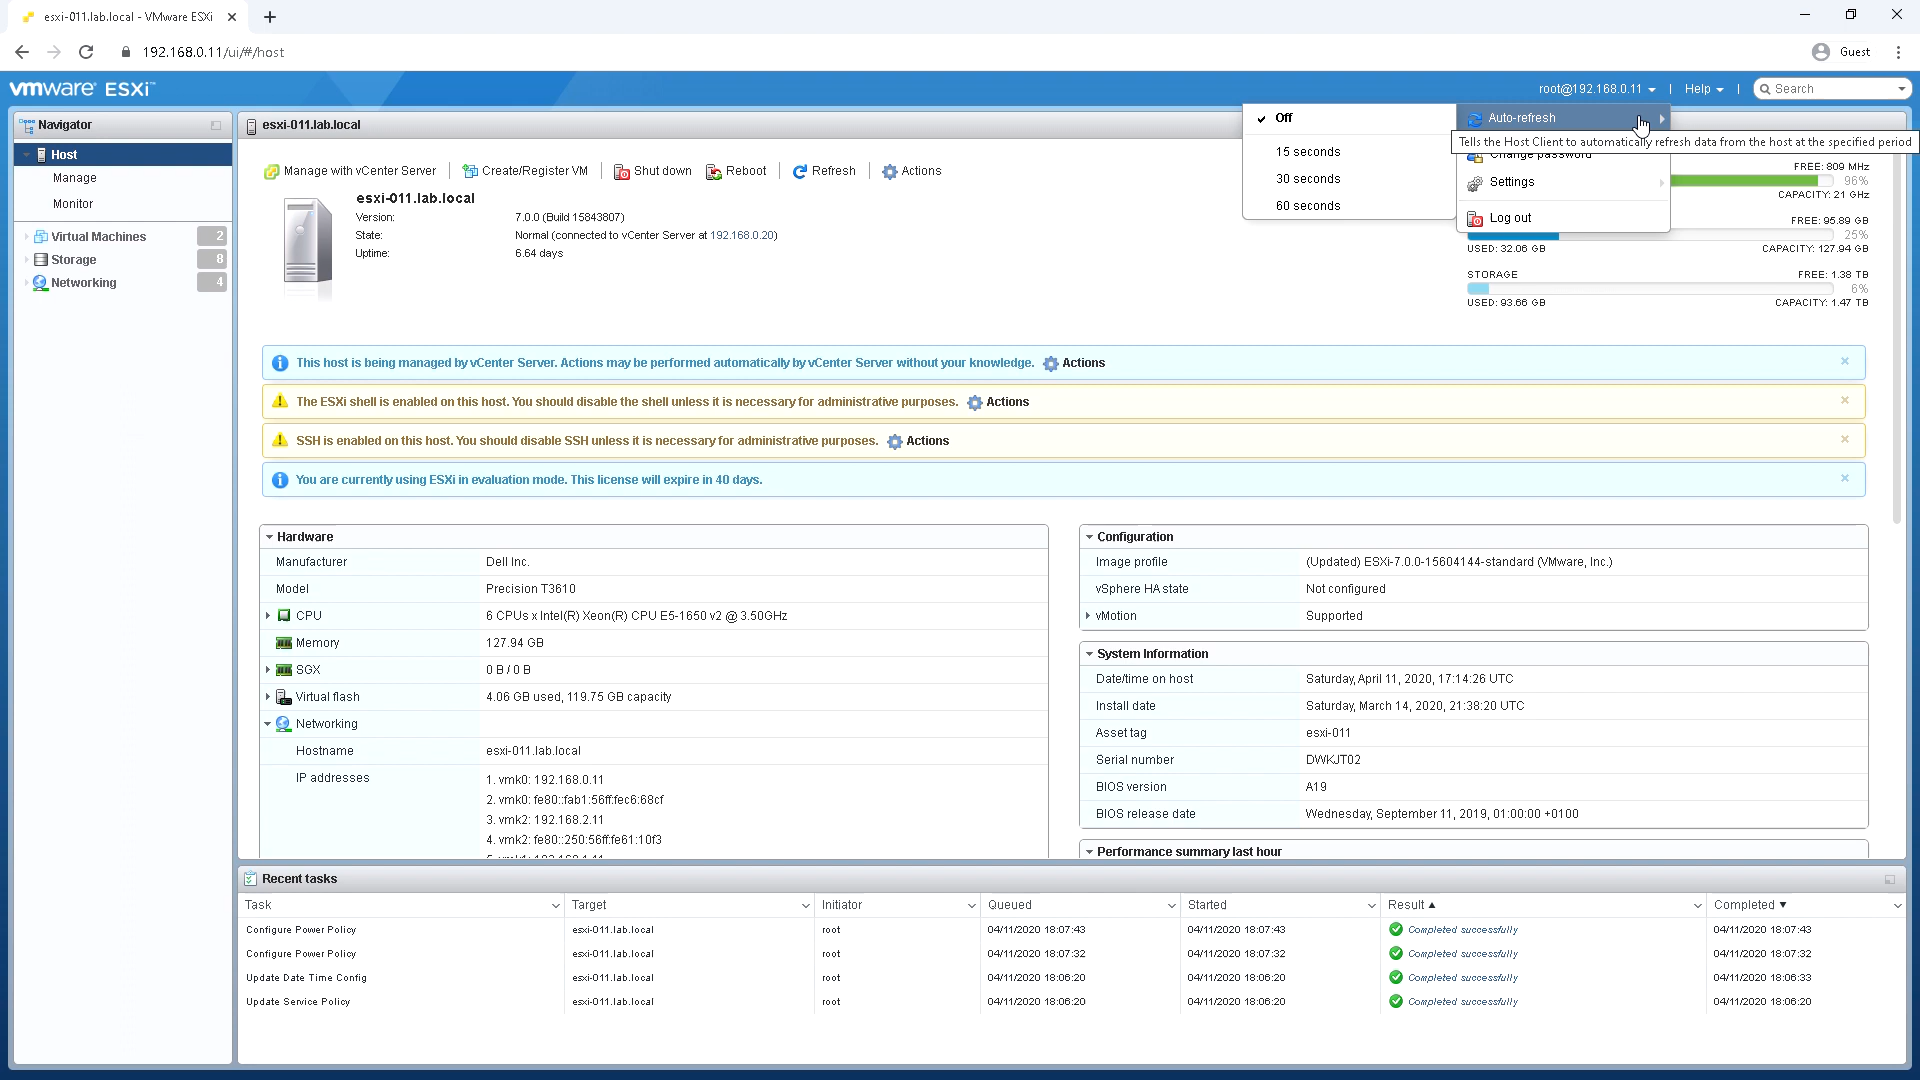 esxi-011.lab.local - VMware ESXi
192.168.0.11/ui/#/host
Guest
vmware ESXi™
root@192.168.0.11
Help
Search
Navigator
Host
Manage
Monitor
Virtual Machines 2
Storage 8
Networking 4
esxi-011.lab.local
Off
15 seconds
30 seconds
60 seconds
Auto-refresh
Tells the Host Client to automatically refresh data from the host at the specified period
Change password
Settings
Log out
Manage with vCenter Server
Create/Register VM
Shut down
Reboot
Refresh
Actions
esxi-011.lab.local
Version: 7.0.0 (Build 15843807)
State: Normal (connected to vCenter Server at 192.168.0.20)
Uptime: 6.64 days
FREE: 809 MHz
96%
CAPACITY: 21 GHz
FREE: 95.89 GB
25%
USED: 32.06 GB CAPACITY: 127.94 GB
STORAGE FREE: 1.38 TB
6%
USED: 93.66 GB CAPACITY: 1.47 TB
This host is being managed by vCenter Server. Actions may be performed automatically by vCenter Server without your knowledge. Actions
The ESXi shell is enabled on this host. You should disable the shell unless it is necessary for administrative purposes. Actions
SSH is enabled on this host. You should disable SSH unless it is necessary for administrative purposes. Actions
You are currently using ESXi in evaluation mode. This license will expire in 40 days.
Hardware
Manufacturer Dell Inc.
Model Precision T3610
CPU 6 CPUs x Intel(R) Xeon(R) CPU E5-1650 v2 @ 3.50GHz
Memory 127.94 GB
SGX 0 B / 0 B
Virtual flash 4.06 GB used, 119.75 GB capacity
Networking
Hostname esxi-011.lab.local
IP addresses 1. vmk0: 192.168.0.11
2. vmk0: fe80::fab1:56ff:fec6:68cf
3. vmk2: 192.168.2.11
4. vmk2: fe80::250:56ff:fe61:10f3
Configuration
Image profile (Updated) ESXi-7.0.0-15604144-standard (VMware, Inc.)
vSphere HA state Not configured
vMotion Supported
System Information
Date/time on host Saturday, April 11, 2020, 17:14:26 UTC
Install date Saturday, March 14, 2020, 21:38:20 UTC
Asset tag esxi-011
Serial number DWKJT02
BIOS version A19
BIOS release date Wednesday, September 11, 2019, 01:00:00 +0100
Performance summary last hour
Recent tasks
Task Target Initiator Queued Started Result Completed
Configure Power Policy esxi-011.lab.local root 04/11/2020 18:07:43 04/11/2020 18:07:43 Completed successfully 04/11/2020 18:07:43
Configure Power Policy esxi-011.lab.local root 04/11/2020 18:07:32 04/11/2020 18:07:32 Completed successfully 04/11/2020 18:07:32
Update Date Time Config esxi-011.lab.local root 04/11/2020 18:06:20 04/11/2020 18:06:20 Completed successfully 04/11/2020 18:06:33
Update Service Policy esxi-011.lab.local root 04/11/2020 18:06:20 04/11/2020 18:06:20 Completed successfully 04/11/2020 18:06:20